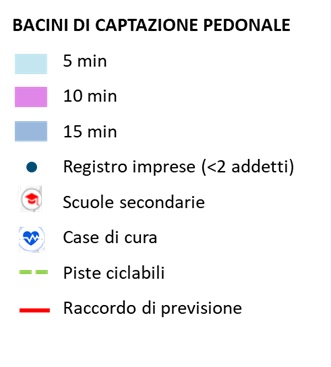 BACINI DI CAPTAZIONE PEDONALE
5 min
10 min
15 min
Registro imprese (<2 addetti)
Scuole secondarie
Case di cura
Piste ciclabili
Raccordo di previsione